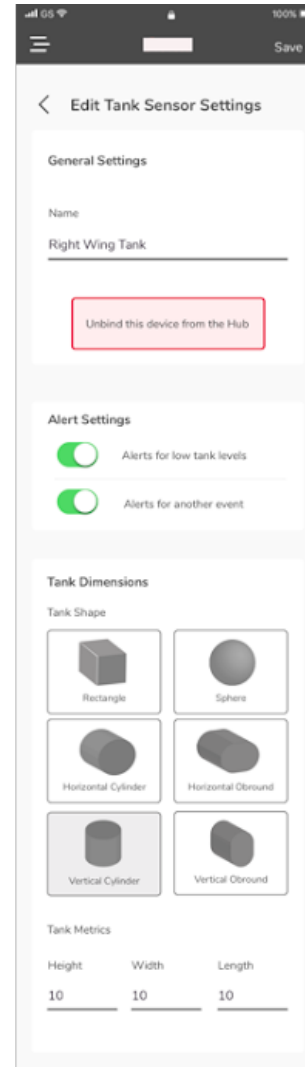 GS 100%
Save
Edit Tank Sensor Settings
General Settings
Name
Right Wing Tank
Unbind this device from the Hub
Alert Settings
Alerts for low tank levels
Alerts for another event
Tank Dimensions
Tank Shape
Rectangle Sphere
Horizontal Cylinder Horizontal Obround
Vertical Cylinder Vertical Obround
Tank Metrics
Height Width Length
10 10 10